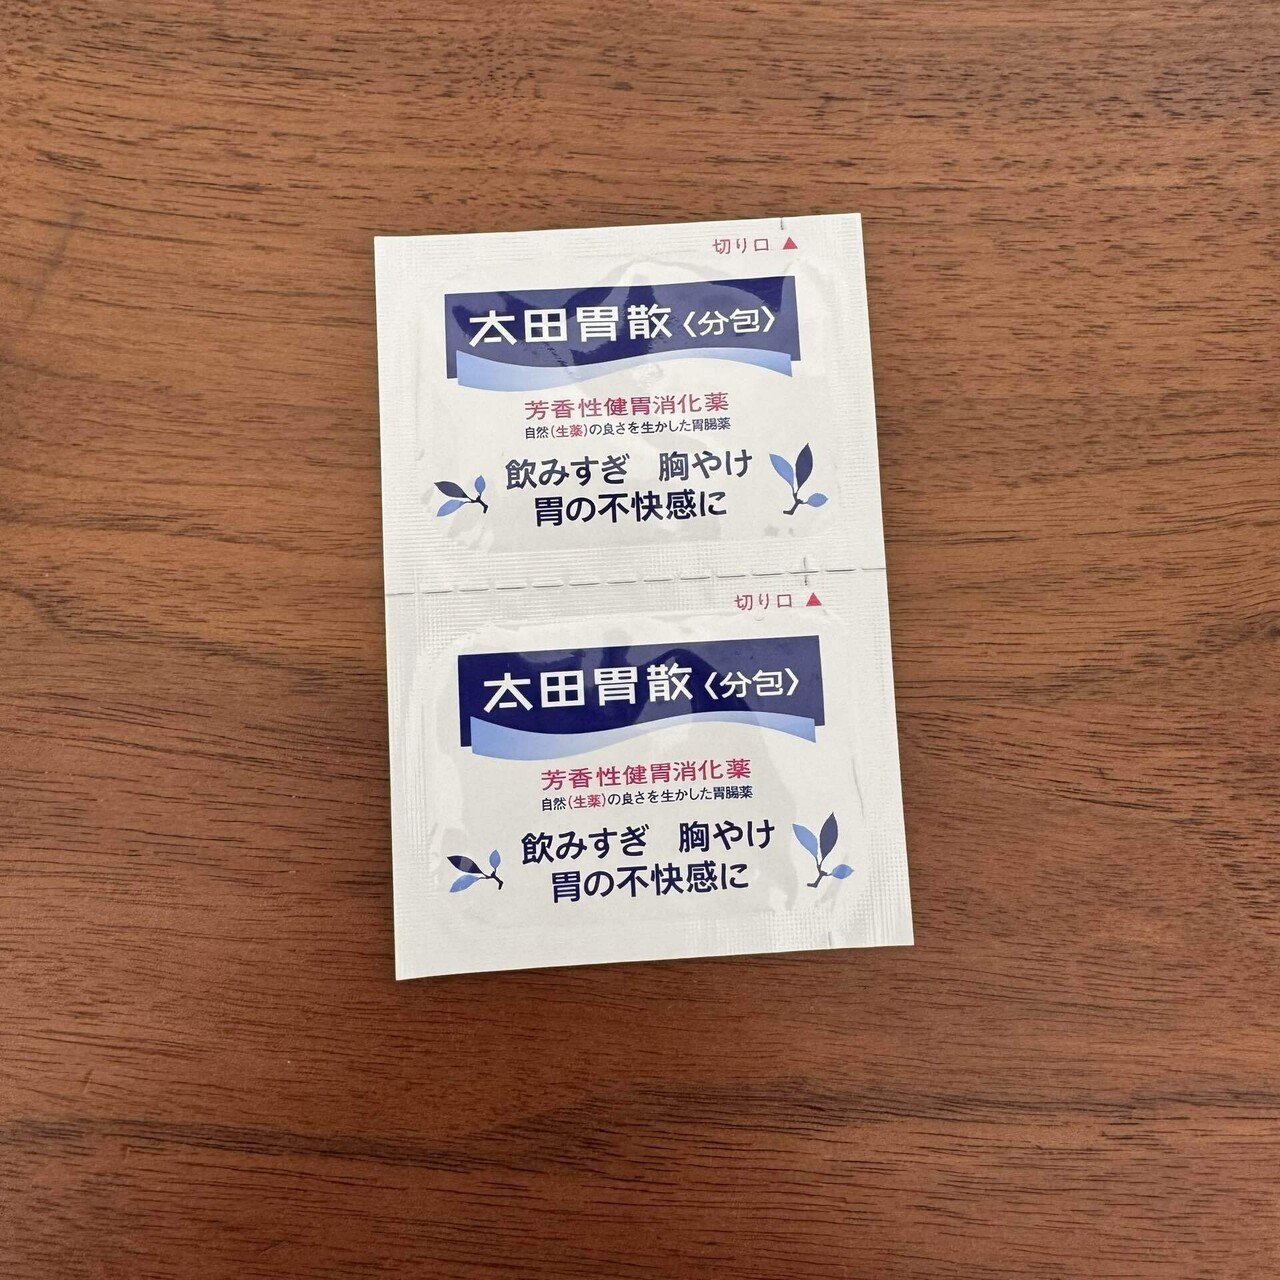 切り口 ▲
太田胃散〈分包〉
芳香性健胃消化薬
自然(生薬)の良さを生かした胃腸薬
飲みすぎ 胸やけ
胃の不快感に
切り口 ▲
太田胃散〈分包〉
芳香性健胃消化薬
自然(生薬)の良さを生かした胃腸薬
飲みすぎ 胸やけ
胃の不快感に